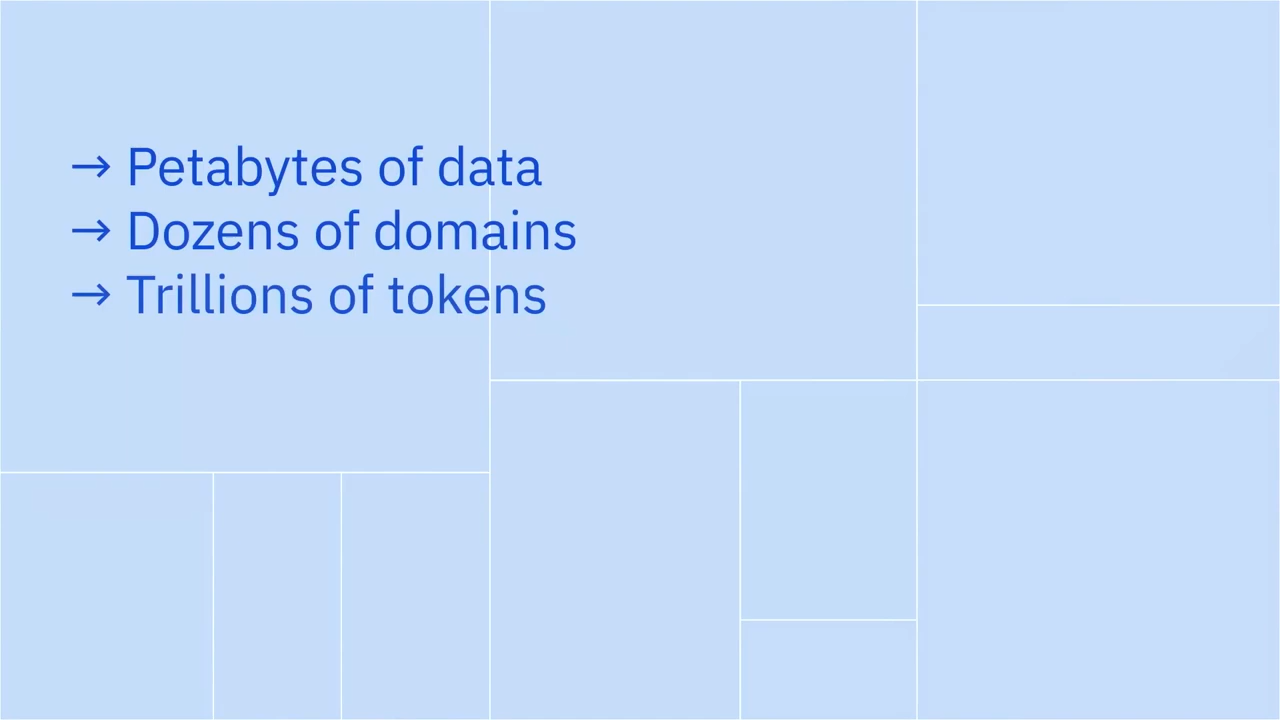 → Petabytes of data
→ Dozens of domains
→ Trillions of tokens